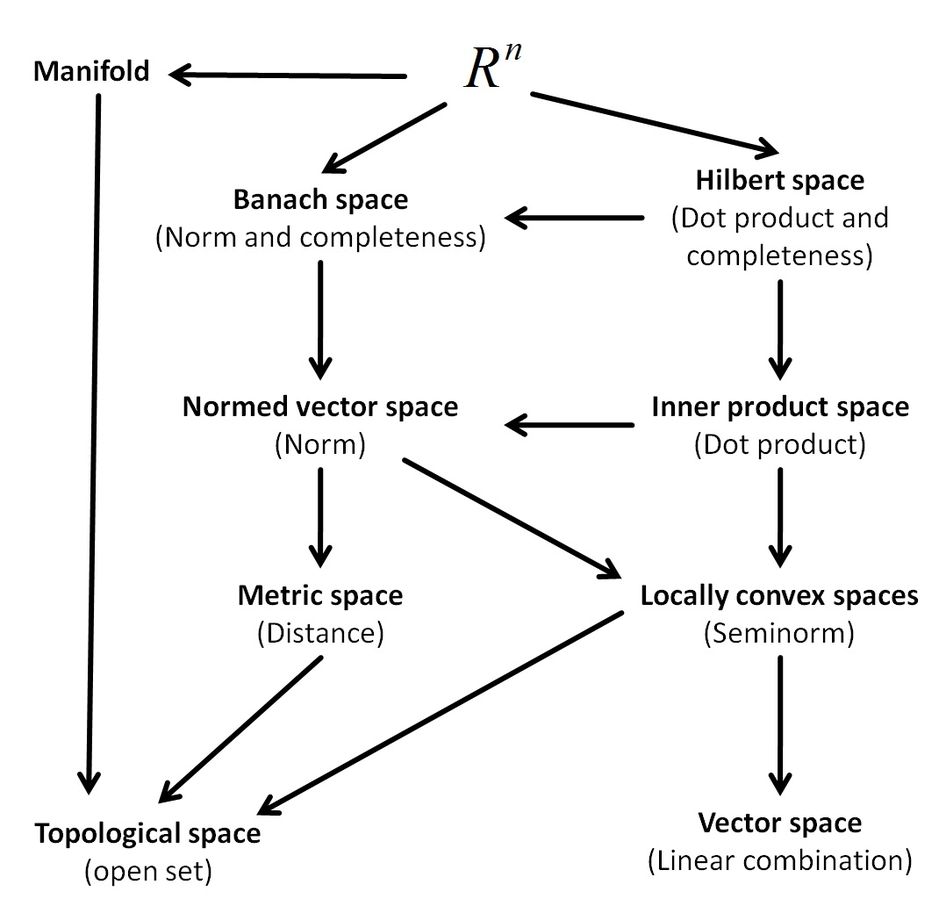 Manifold
Rⁿ
Hilbert space
(Dot product and
completeness)
Banach space
(Norm and completeness)
Normed vector space
(Norm)
Inner product space
(Dot product)
Metric space
(Distance)
Locally convex spaces
(Seminorm)
Topological space
(open set)
Vector space
(Linear combination)